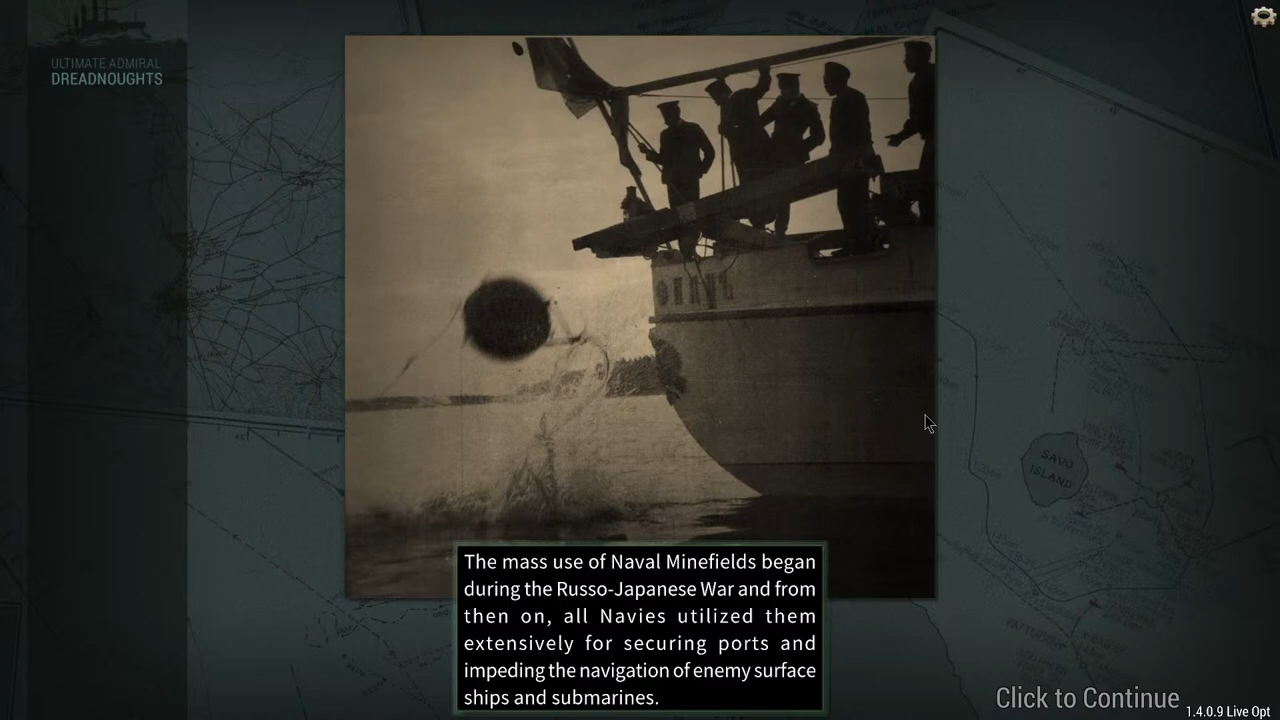 ULTIMATE ADMIRAL
DREADNOUGHTS
The mass use of Naval Minefields began
during the Russo-Japanese War and from
then on, all Navies utilized them
extensively for securing ports and
impeding the navigation of enemy surface
ships and submarines.
SAVO
ISLAND
Click to Continue
1.4.0.9 Live Opt